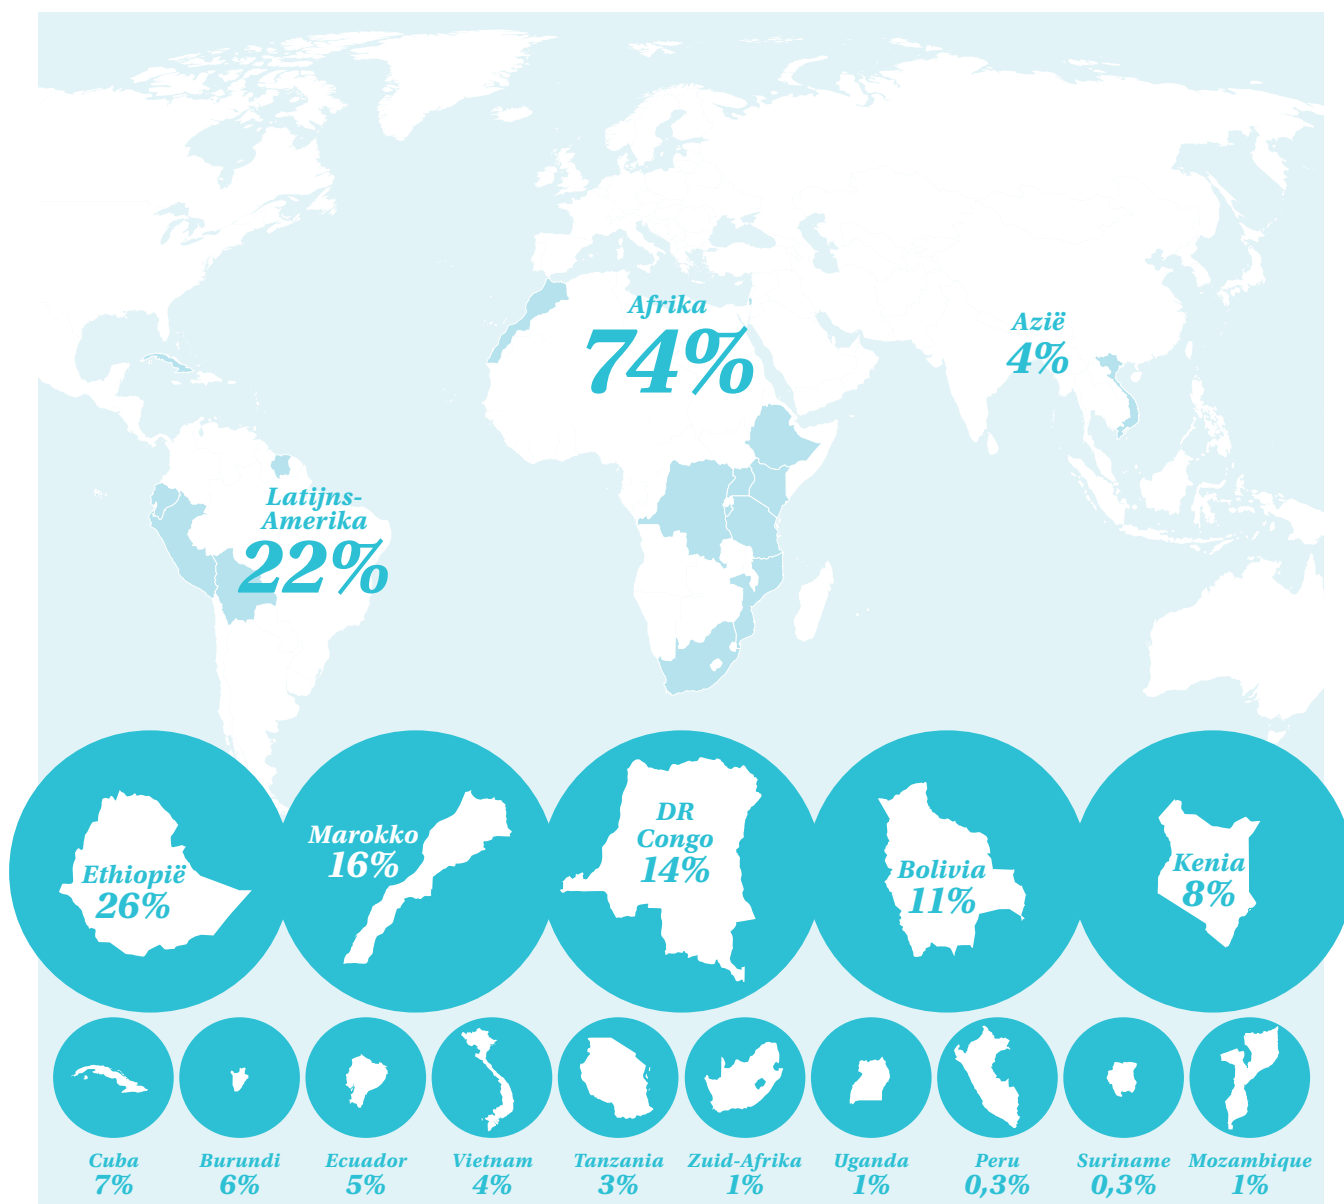 Afrika
74%
Azië
4%
Latijns-
Amerika
22%
Ethiopië
26%
Marokko
16%
DR
Congo
14%
Bolivia
11%
Kenia
8%
Cuba
7%
Burundi
6%
Ecuador
5%
Vietnam
4%
Tanzania
3%
Zuid-Afrika
1%
Uganda
1%
Peru
0,3%
Suriname
0,3%
Mozambique
1%